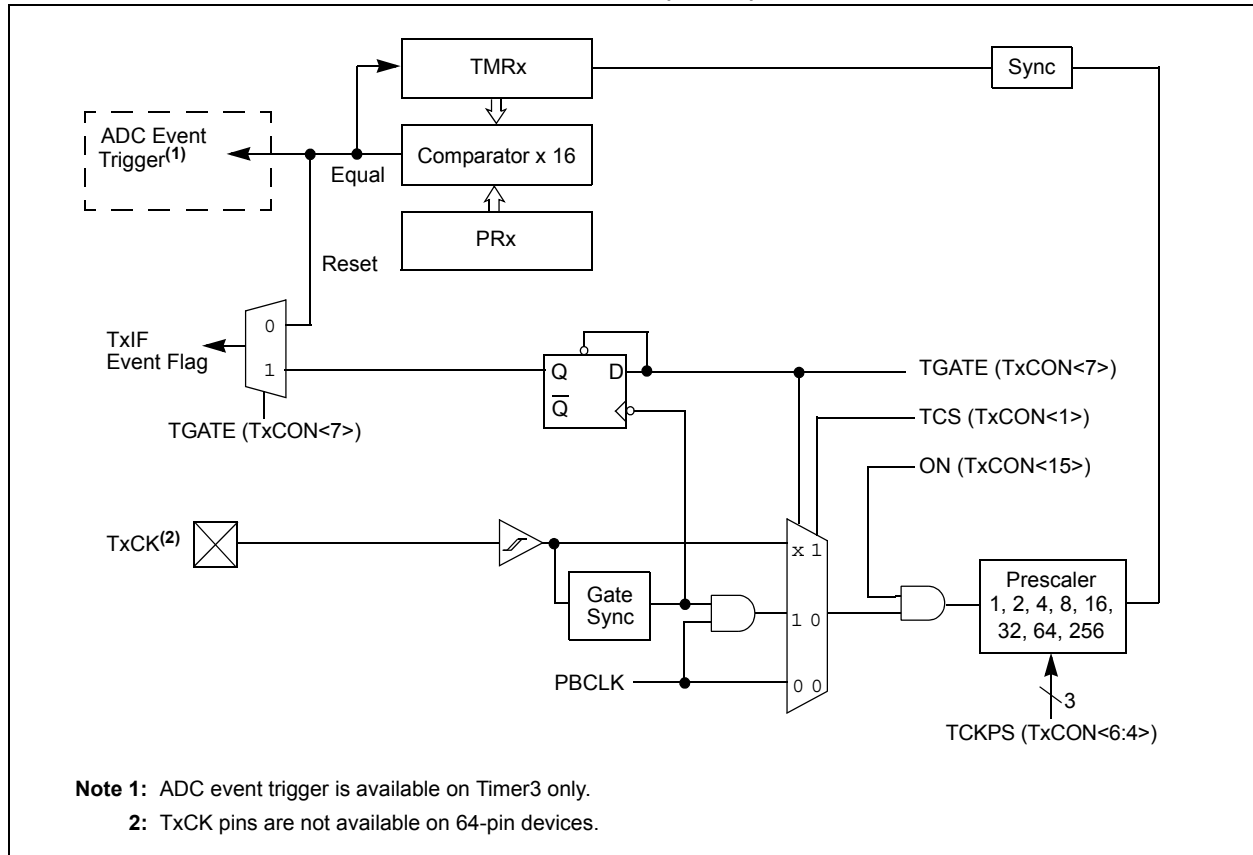 TMRx
Sync
ADC Event
Trigger(1)
Comparator x 16
Equal
PRx
Reset
0
TxIF
Event Flag
1
Q D
Q
TGATE (TxCON<7>)
TCS (TxCON<1>)
TGATE (TxCON<7>)
ON (TxCON<15>)
TxCK(2)
x 1
Prescaler
1, 2, 4, 8, 16,
32, 64, 256
Gate
Sync
1 0
PBCLK
0 0
3
TCKPS (TxCON<6:4>)
Note 1: ADC event trigger is available on Timer3 only.
2: TxCK pins are not available on 64-pin devices.